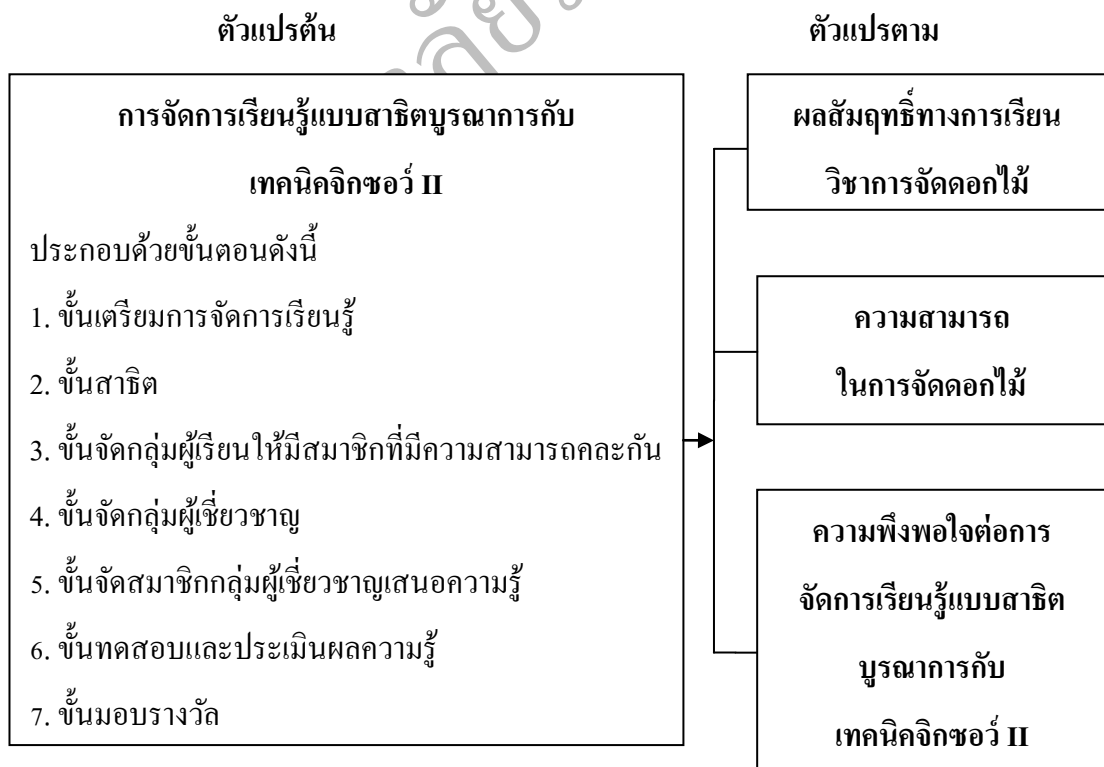 ตัวแปรต้น
ตัวแปรตาม
การจัดการเรียนรู้แบบสาธิตบูรณาการกับ
เทคนิคจิกซอว์ II
ประกอบด้วยขั้นตอนดังนี้
1. ขั้นเตรียมการจัดการเรียนรู้
2. ขั้นสาธิต
3. ขั้นจัดกลุ่มผู้เรียนให้มีสมาชิกที่มีความสามารถคละกัน
4. ขั้นจัดกลุ่มผู้เชี่ยวชาญ
5. ขั้นจัดสมาชิกกลุ่มผู้เชี่ยวชาญเสนอความรู้
6. ขั้นทดสอบและประเมินผลความรู้
7. ขั้นมอบรางวัล
ผลสัมฤทธิ์ทางการเรียน
วิชาการจัดดอกไม้
ความสามารถ
ในการจัดดอกไม้
ความพึงพอใจต่อการ
จัดการเรียนรู้แบบสาธิต
บูรณาการกับ
เทคนิคจิกซอว์ II